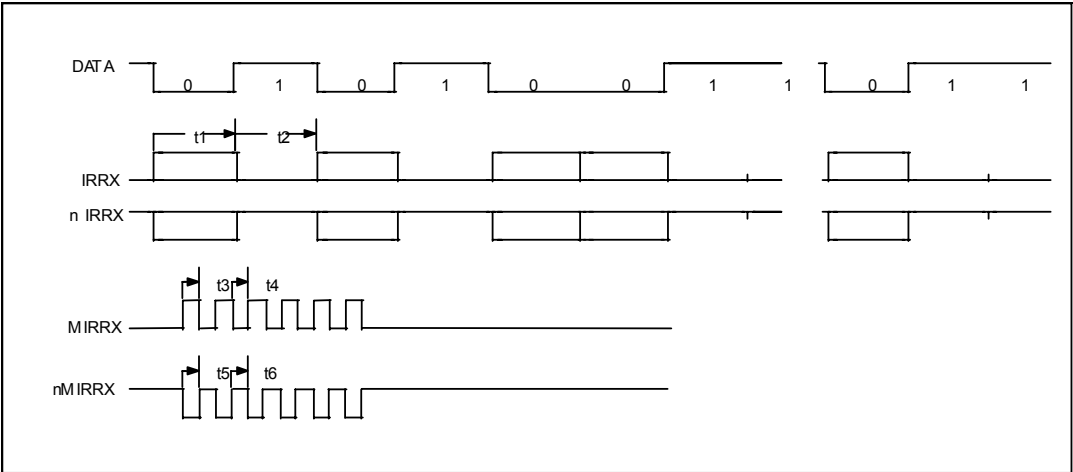 DATA
0 1 0 1 0 0 1 1 0 1 1
t1 t2
IRRX
n IRRX
t3 t4
MIRRX
t5 t6
nMIRRX